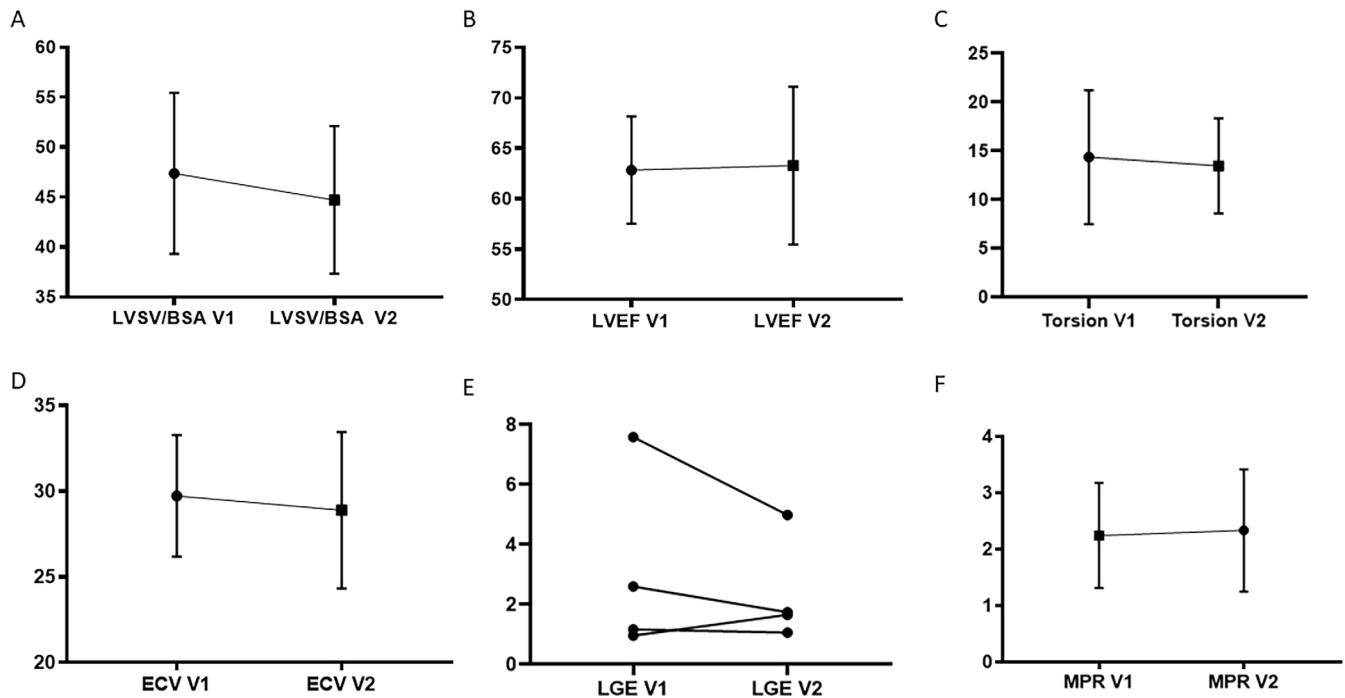 A
60
55
50
45
40
35
LVSV/BSA V1 LVSV/BSA V2
B
75
70
65
60
55
50
LVEF V1 LVEF V2
C
25
20
15
10
5
0
Torsion V1 Torsion V2
D
35
30
25
20
ECV V1 ECV V2
E
8
6
4
2
0
LGE V1 LGE V2
F
4
3
2
1
0
MPR V1 MPR V2